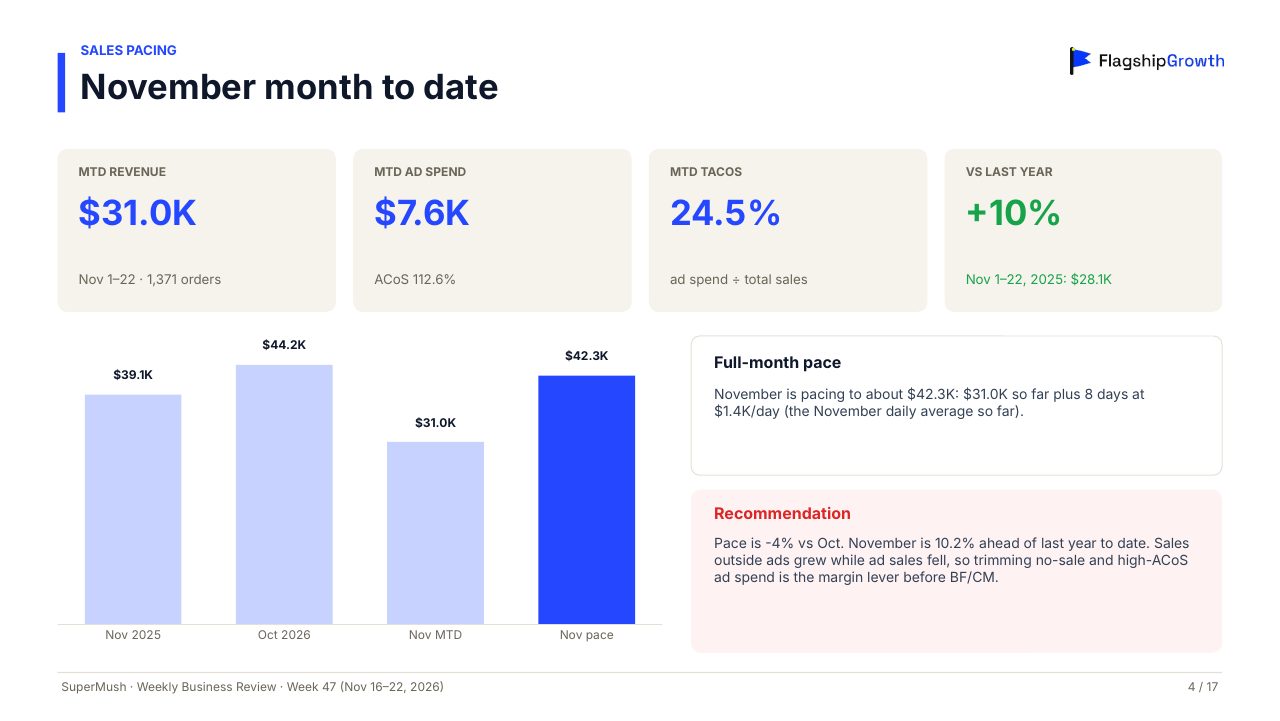 SALES PACING
November month to date
FlagshipGrowth
MTD REVENUE
$31.0K
Nov 1–22 · 1,371 orders
MTD AD SPEND
$7.6K
ACoS 112.6%
MTD TACOS
24.5%
ad spend ÷ total sales
VS LAST YEAR
+10%
Nov 1–22, 2025: $28.1K
$39.1K
$44.2K
$31.0K
$42.3K
Nov 2025
Oct 2026
Nov MTD
Nov pace
Full-month pace
November is pacing to about $42.3K: $31.0K so far plus 8 days at
$1.4K/day (the November daily average so far).
Recommendation
Pace is -4% vs Oct. November is 10.2% ahead of last year to date. Sales
outside ads grew while ad sales fell, so trimming no-sale and high-ACoS
ad spend is the margin lever before BF/CM.
SuperMush · Weekly Business Review · Week 47 (Nov 16–22, 2026)
4 / 17